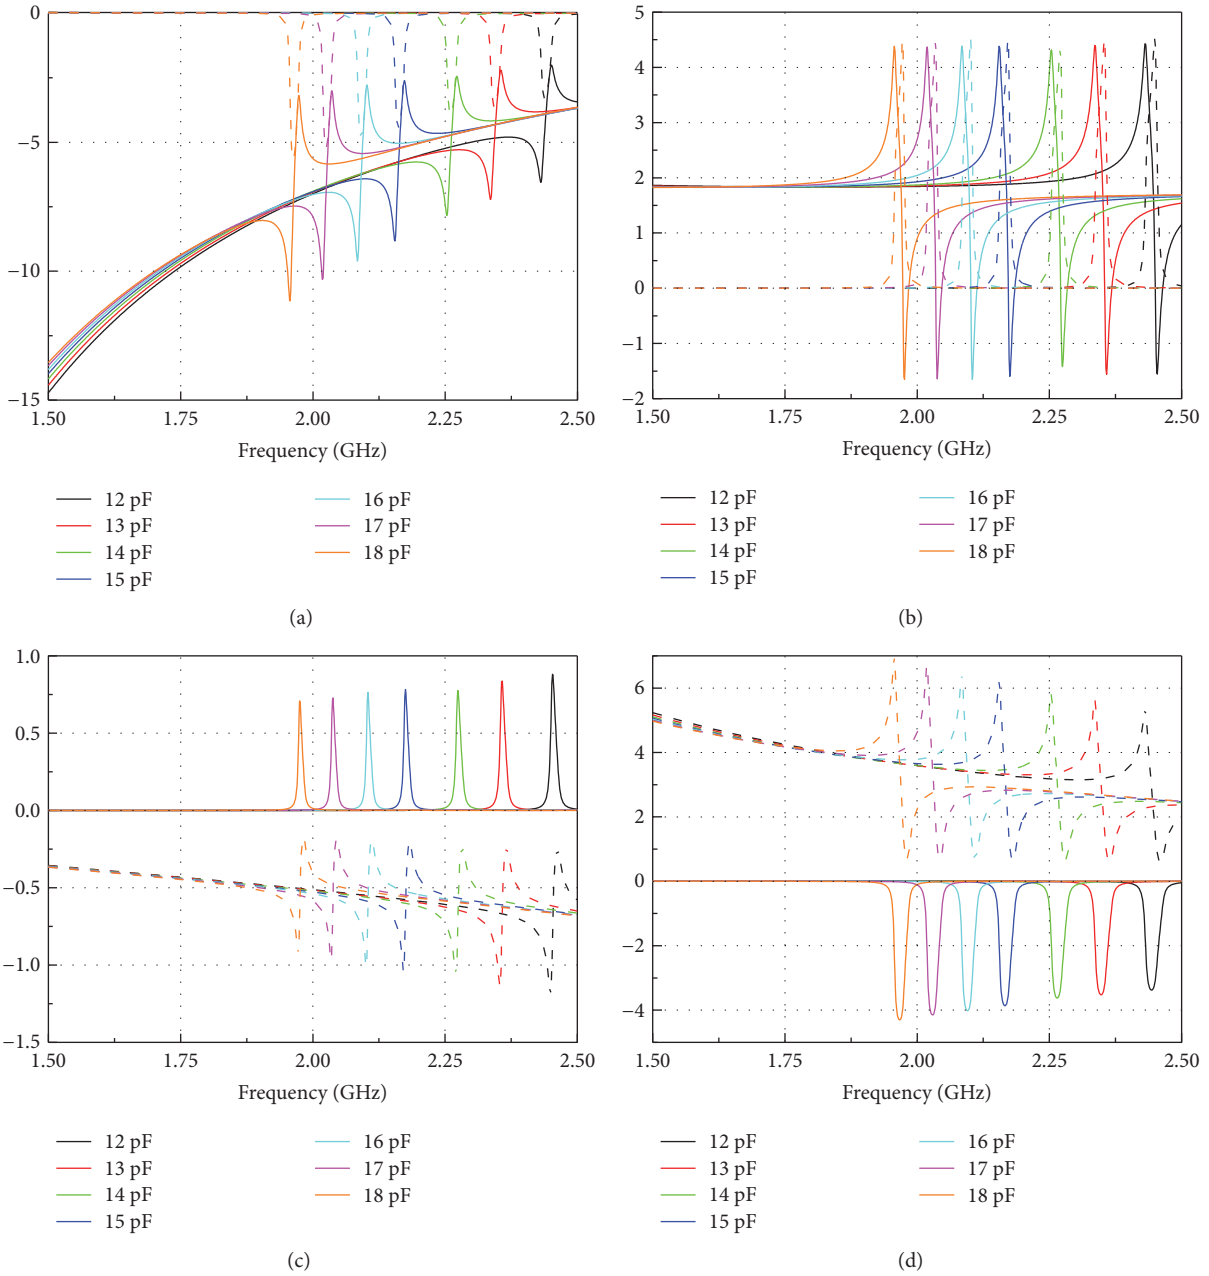 0
−5
−10
−15
1.50
1.75
2.00
2.25
2.50
Frequency (GHz)
12 pF
13 pF
14 pF
15 pF
16 pF
17 pF
18 pF
(a)
5
4
3
2
1
0
−1
−2
1.50
1.75
2.00
2.25
2.50
Frequency (GHz)
12 pF
13 pF
14 pF
15 pF
16 pF
17 pF
18 pF
(b)
1.0
0.5
0.0
−0.5
−1.0
−1.5
1.50
1.75
2.00
2.25
2.50
Frequency (GHz)
12 pF
13 pF
14 pF
15 pF
16 pF
17 pF
18 pF
(c)
6
4
2
0
−2
−4
1.50
1.75
2.00
2.25
2.50
Frequency (GHz)
12 pF
13 pF
14 pF
15 pF
16 pF
17 pF
18 pF
(d)